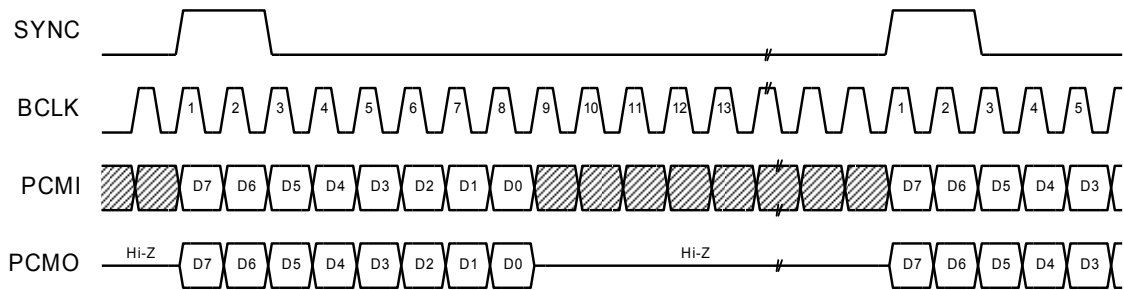 SYNC
BCLK 1 2 3 4 5 6 7 8 9 10 11 12 13 1 2 3 4 5
PCMI D7 D6 D5 D4 D3 D2 D1 D0 D7 D6 D5 D4 D3
PCMO Hi-Z D7 D6 D5 D4 D3 D2 D1 D0 Hi-Z D7 D6 D5 D4 D3